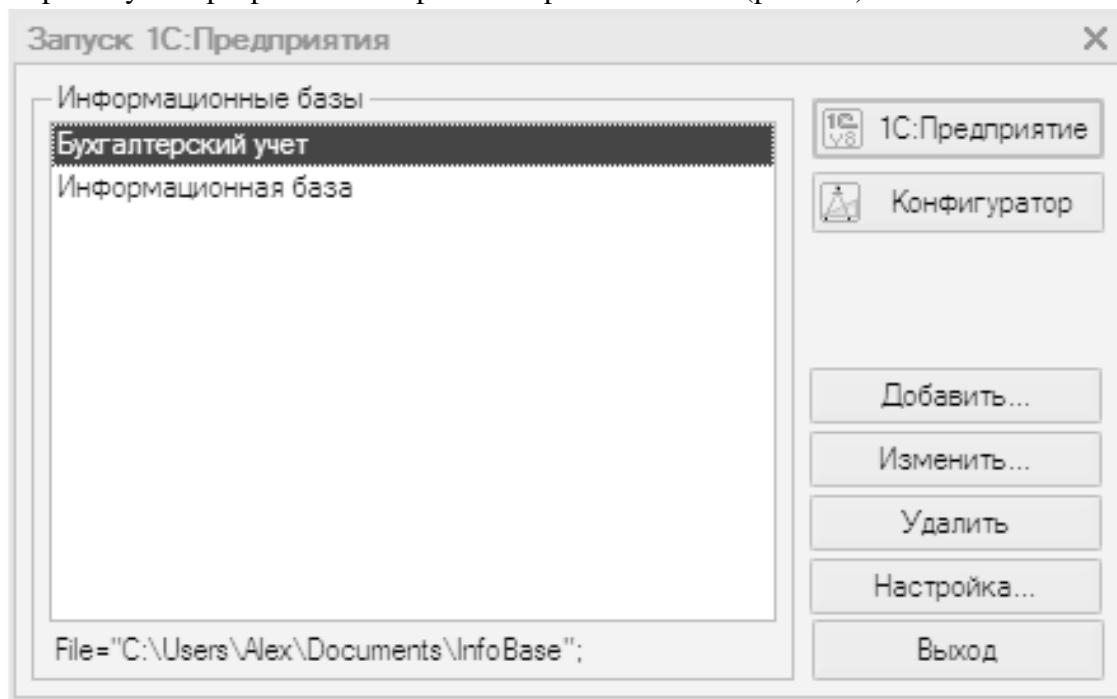 Запуск 1С:Предприятия
Информационные базы
Бухгалтерский учет
Информационная база
File="C:\Users\Alex\Documents\InfoBase";
1С:Предприятие
Конфигуратор
Добавить...
Изменить...
Удалить
Настройка...
Выход